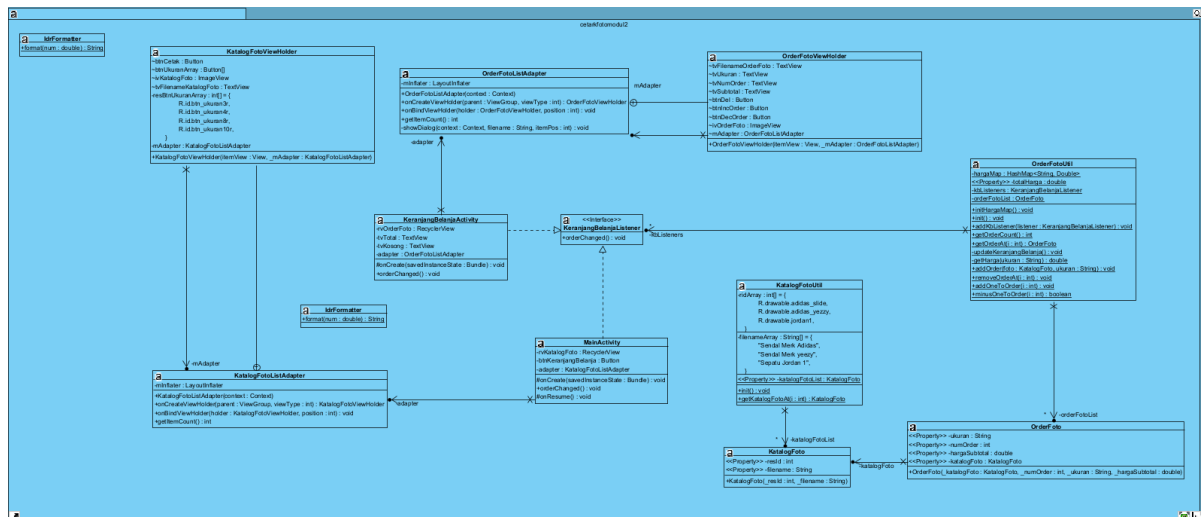 cetakfotomodul2
IdrFormatter
+format(num : double) : String
KatalogFotoViewHolder
~btnCetak : Button
~btnUkuranArray : Button[]
~ivKatalogFoto : ImageView
~tvFilenameKatalogFoto : TextView
-resBtnUkuranArray : int[] = {
R.id.btn_ukuran3r,
R.id.btn_ukuran4r,
R.id.btn_ukuran8r,
R.id.btn_ukuran10r,
}
~mAdapter : KatalogFotoListAdapter
+KatalogFotoViewHolder(itemView : View, _mAdapter : KatalogFotoListAdapter)
OrderFotoListAdapter
-mInflater : LayoutInflater
+OrderFotoListAdapter(context : Context)
+onCreateViewHolder(parent : ViewGroup, viewType : int) : OrderFotoViewHolder
+onBindViewHolder(holder : OrderFotoViewHolder, position : int) : void
+getItemCount() : int
-showDialog(context : Context, filename : String, itemPos : int) : void
mAdapter
OrderFotoViewHolder
~tvFilenameOrderFoto : TextView
~tvUkuran : TextView
~tvNumOrder : TextView
~tvSubtotal : TextView
~btnDel : Button
~btnIncOrder : Button
~btnDecOrder : Button
~ivOrderFoto : ImageView
~mAdapter : OrderFotoListAdapter
+OrderFotoViewHolder(itemView : View, _mAdapter : OrderFotoListAdapter)
-adapter
KeranjangBelanjaActivity
-rvOrderFoto : RecyclerView
-tvTotal : TextView
-tvKosong : TextView
-adapter : OrderFotoListAdapter
#onCreate(savedInstanceState : Bundle) : void
+orderChanged() : void
<<Interface>>
KeranjangBelanjaListener
+orderChanged() : void
*
-kbListeners
OrderFotoUtil
-hargaMap : HashMap<String, Double>
<<Property>> -totalHarga : double
-kbListeners : KeranjangBelanjaListener
-orderFotoList : OrderFoto
+initHargaMap() : void
+init() : void
+addKbListener(listener : KeranjangBelanjaListener) : void
+getOrderCount() : int
+getOrderAt(i : int) : OrderFoto
-updateKeranjangBelanja() : void
-getHarga(ukuran : String) : double
+addOrder(foto : KatalogFoto, ukuran : String) : void
+removeOrderAt(i : int) : void
+addOneToOrder(i : int) : void
+minusOneToOrder(i : int) : boolean
IdrFormatter
+format(num : double) : String
KatalogFotoUtil
-ridArray : int[] = {
R.drawable.adidas_slide,
R.drawable.adidas_yezzy,
R.drawable.jordan1,
}
-filenameArray : String[] = {
"Sendal Merk Adidas",
"Sendal Merk yeezy",
"Sepatu Jordan 1",
}
<<Property>> -katalogFotoList : KatalogFoto
+init() : void
+getKatalogFotoAt(i : int) : KatalogFoto
MainActivity
-rvKatalogFoto : RecyclerView
-btnKeranjangBelanja : Button
-adapter : KatalogFotoListAdapter
#onCreate(savedInstanceState : Bundle) : void
+orderChanged() : void
#onResume() : void
-mAdapter
KatalogFotoListAdapter
-mInflater : LayoutInflater
+KatalogFotoListAdapter(context : Context)
+onCreateViewHolder(parent : ViewGroup, viewType : int) : KatalogFotoViewHolder
+onBindViewHolder(holder : KatalogFotoViewHolder, position : int) : void
+getItemCount() : int
-adapter
* -orderFotoList
OrderFoto
<<Property>> -ukuran : String
<<Property>> -numOrder : int
<<Property>> -hargaSubtotal : double
<<Property>> -katalogFoto : KatalogFoto
+OrderFoto(_katalogFoto : KatalogFoto, _numOrder : int, _ukuran : String, _hargaSubtotal : double)
* -katalogFotoList
KatalogFoto
<<Property>> -resId : int
<<Property>> -filename : String
+KatalogFoto(_resId : int, _filename : String)
-katalogFoto